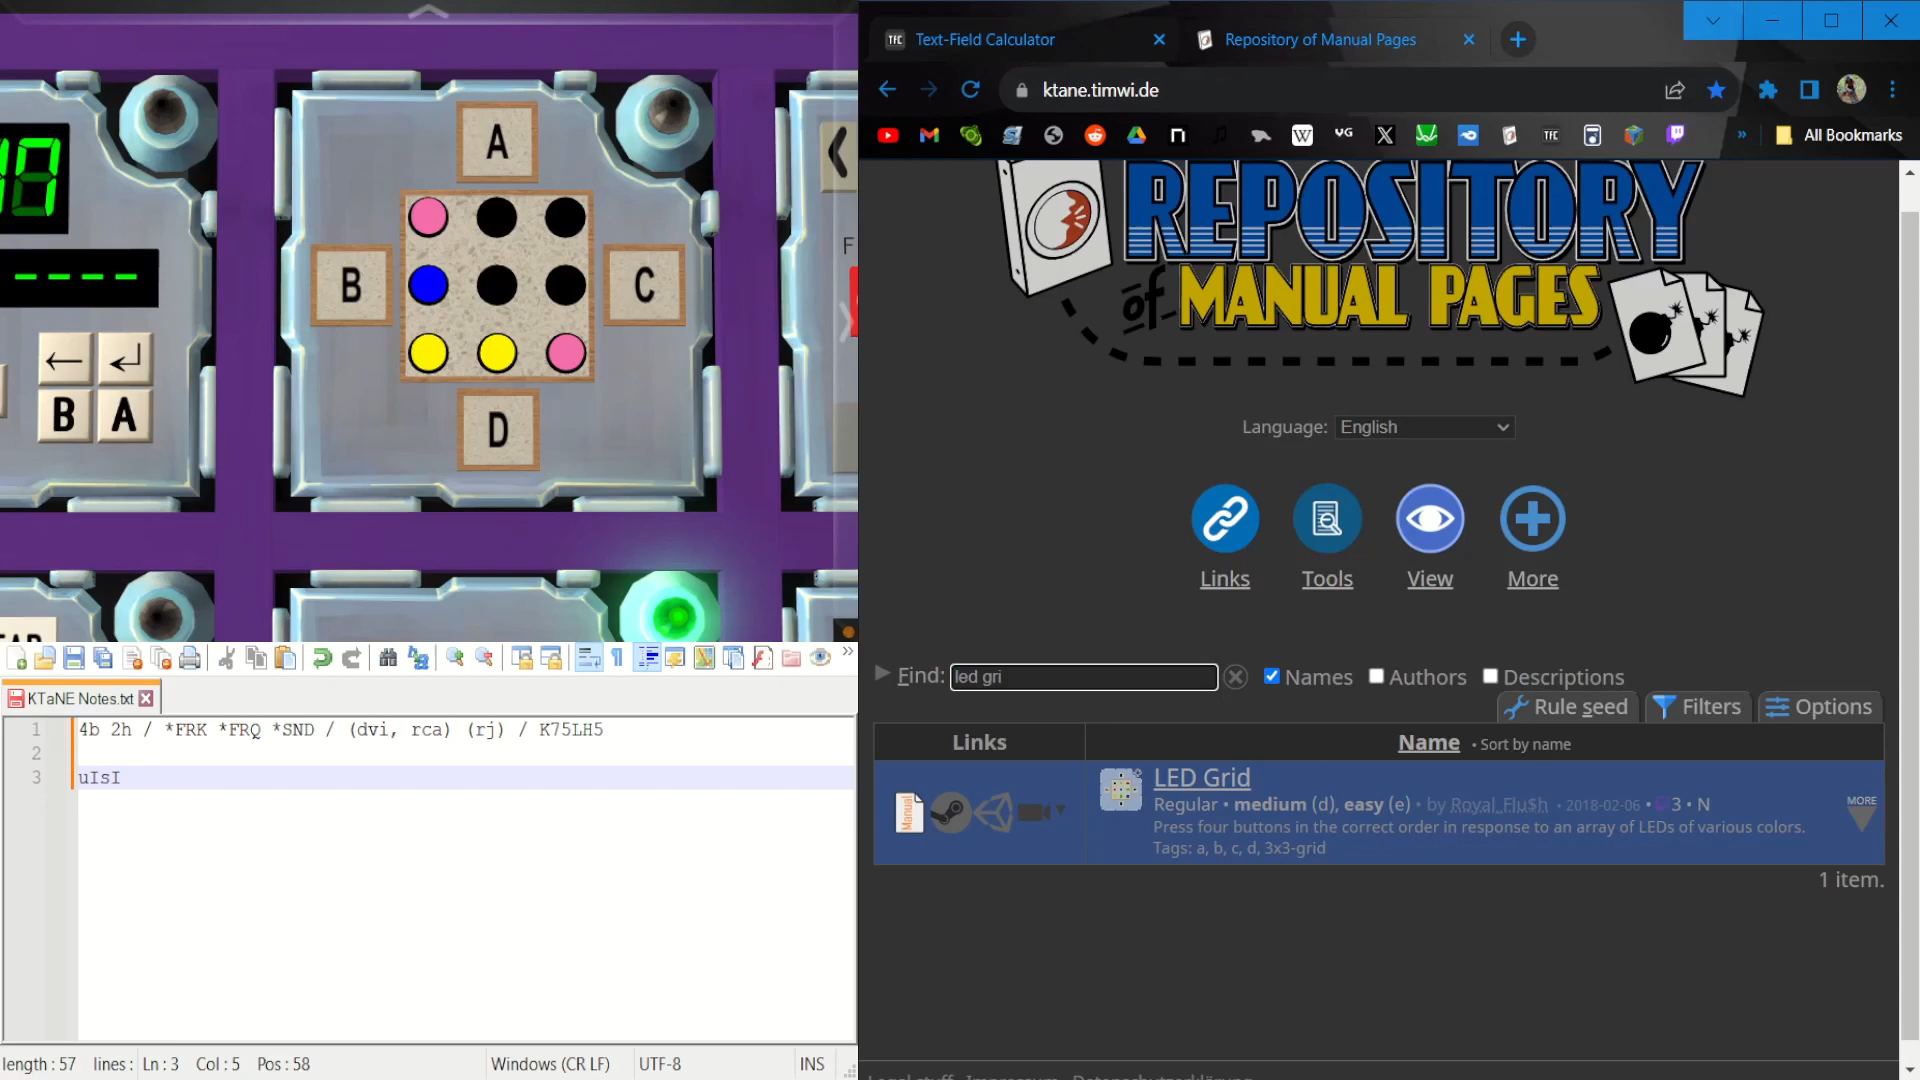 A
B
C
D
B A
TFC Text-Field Calculator
Repository of Manual Pages
ktane.timwi.de
All Bookmarks
REPOSITORY
of MANUAL PAGES
Language: English
Links
Tools
View
More
Find: led gri
Names
Authors
Descriptions
Rule seed
Filters
Options
Links
Name • Sort by name
Manual
LED Grid
Regular • medium (d), easy (e) • by Royal_Flu$h • 2018-02-06 • 3 • N
Press four buttons in the correct order in response to an array of LEDs of various colors.
Tags: a, b, c, d, 3x3-grid
MORE
1 item.
KTaNE Notes.txt
1 4b 2h / *FRK *FRQ *SND / (dvi, rca) (rj) / K75LH5
2
3 uIsI
length : 57 lines : Ln : 3 Col : 5 Pos : 58 Windows (CR LF) UTF-8 INS